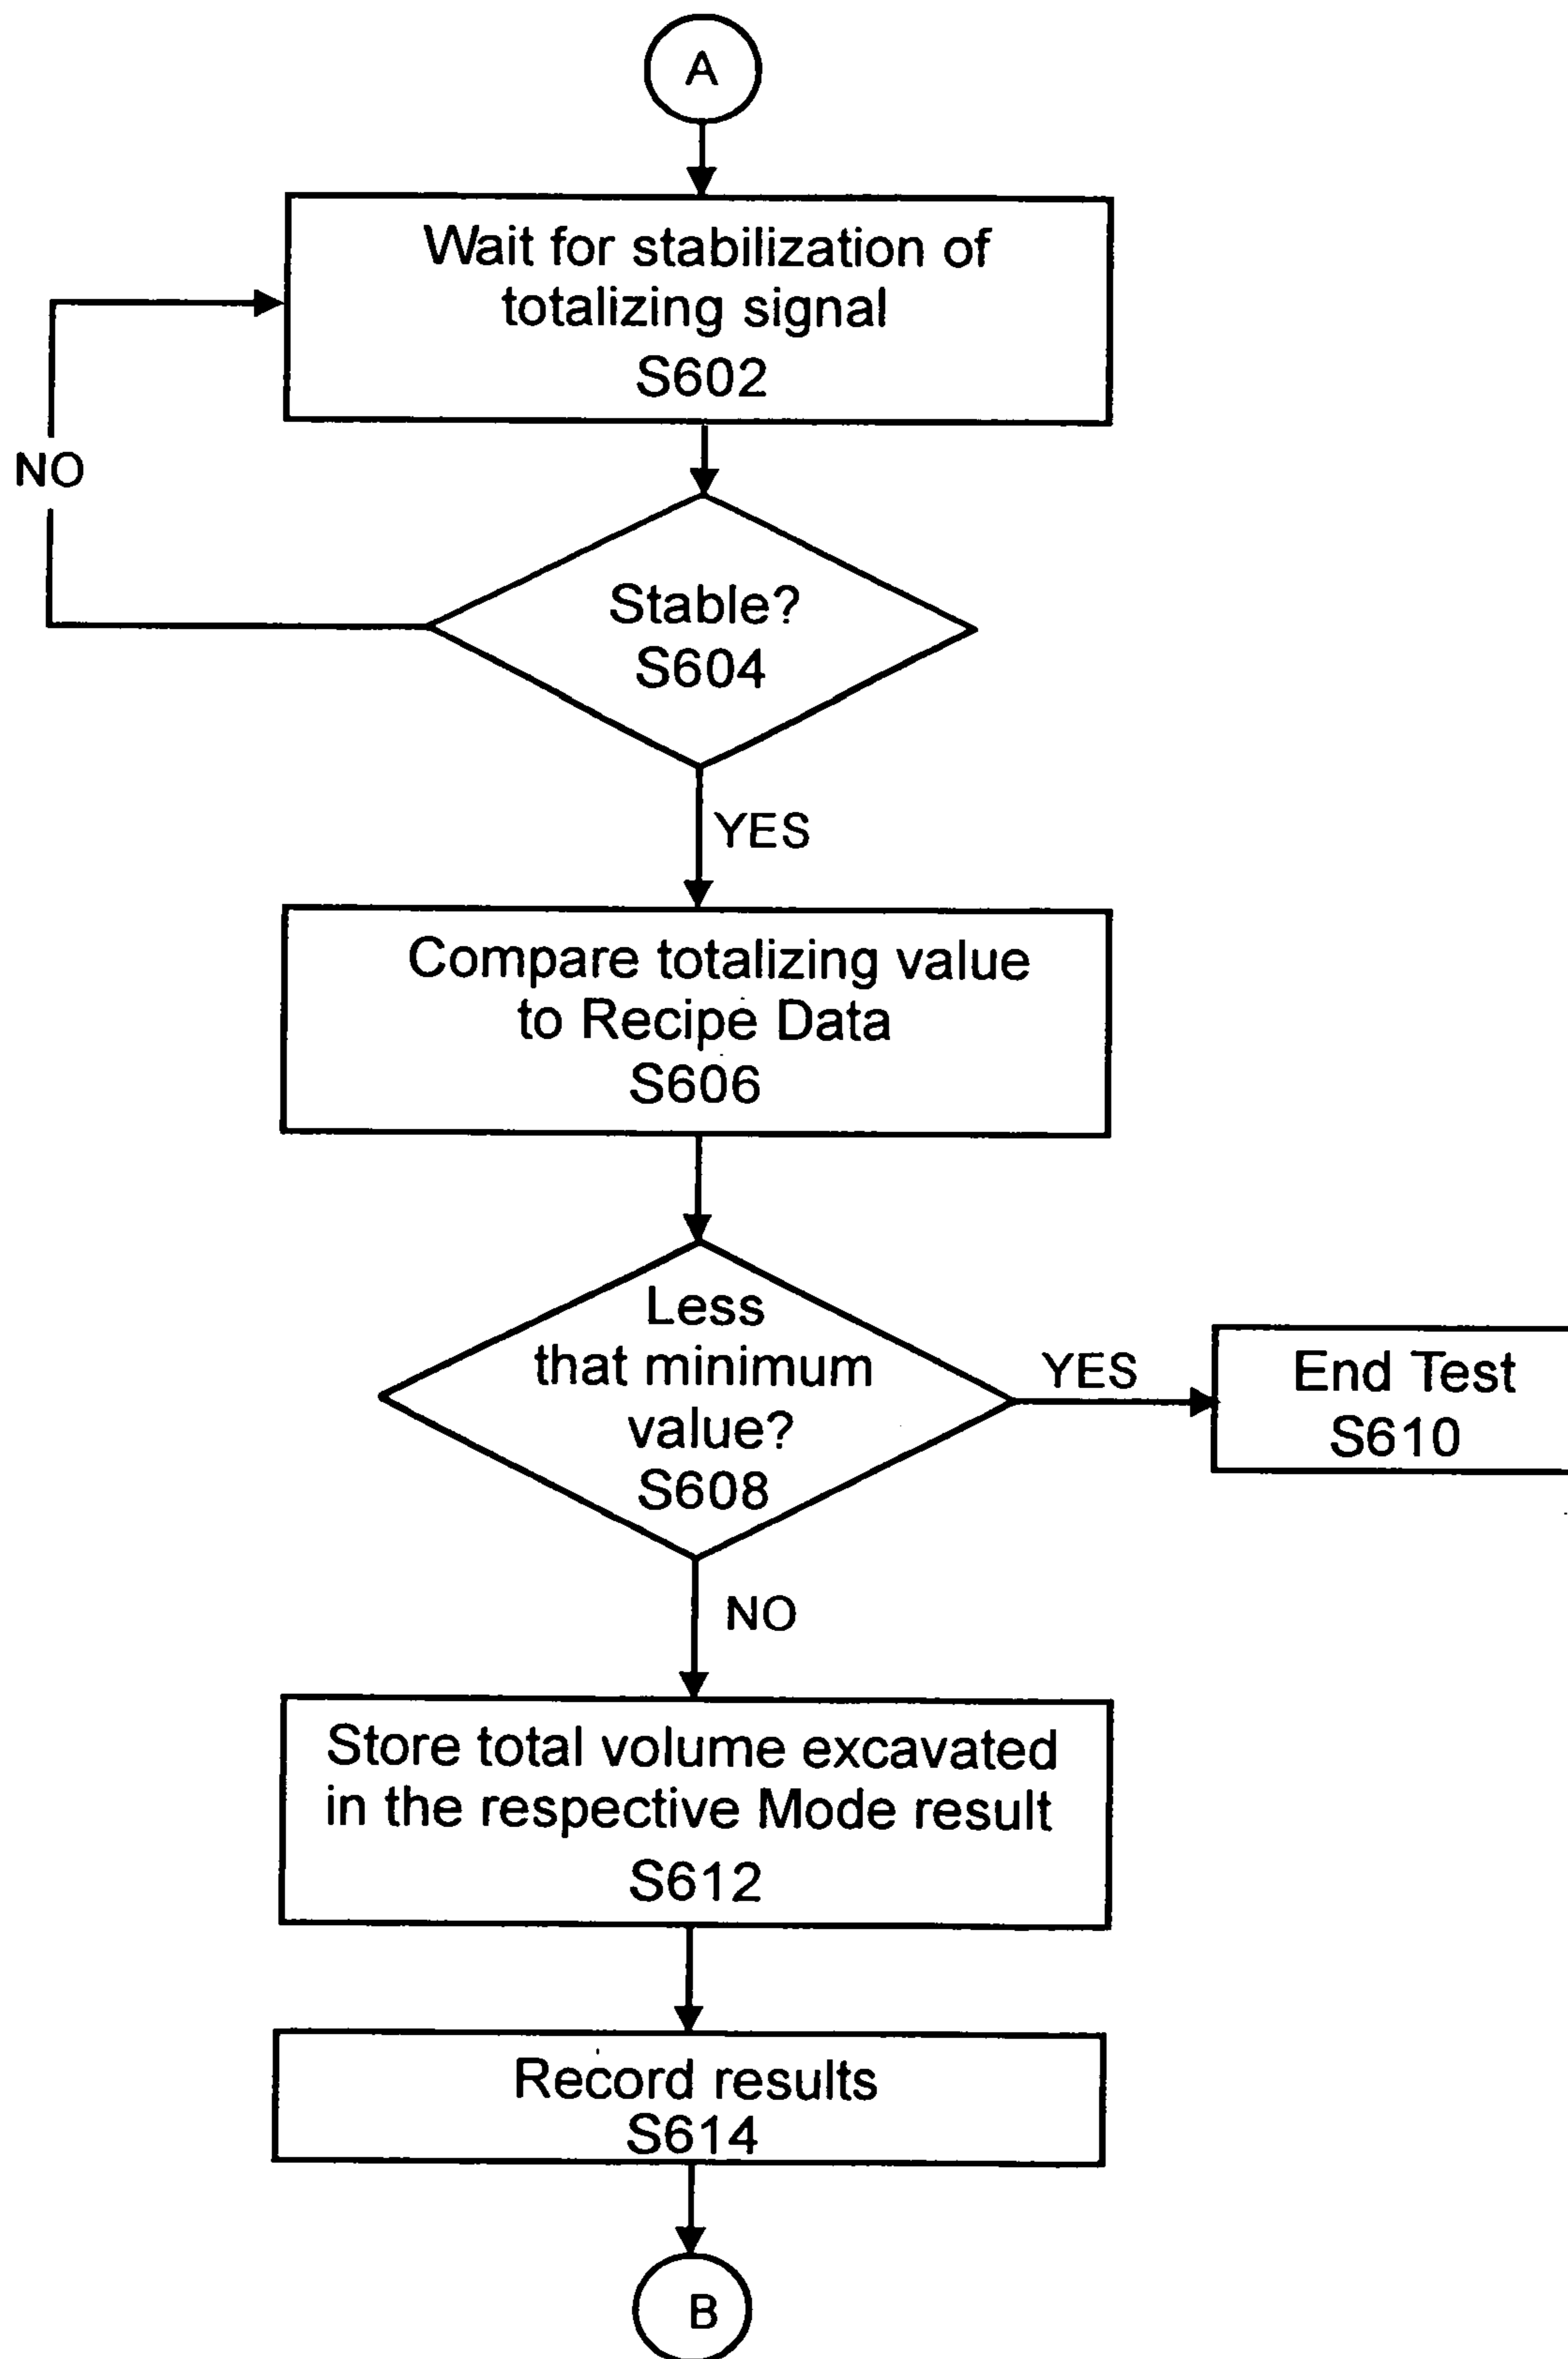 A
Wait for stabilization of
totalizing signal
S602
NO
Stable?
S604
YES
Compare totalizing value
to Recipe Data
S606
Less
that minimum
value?
S608
YES
End Test
S610
NO
Store total volume excavated
in the respective Mode result
S612
Record results
S614
B